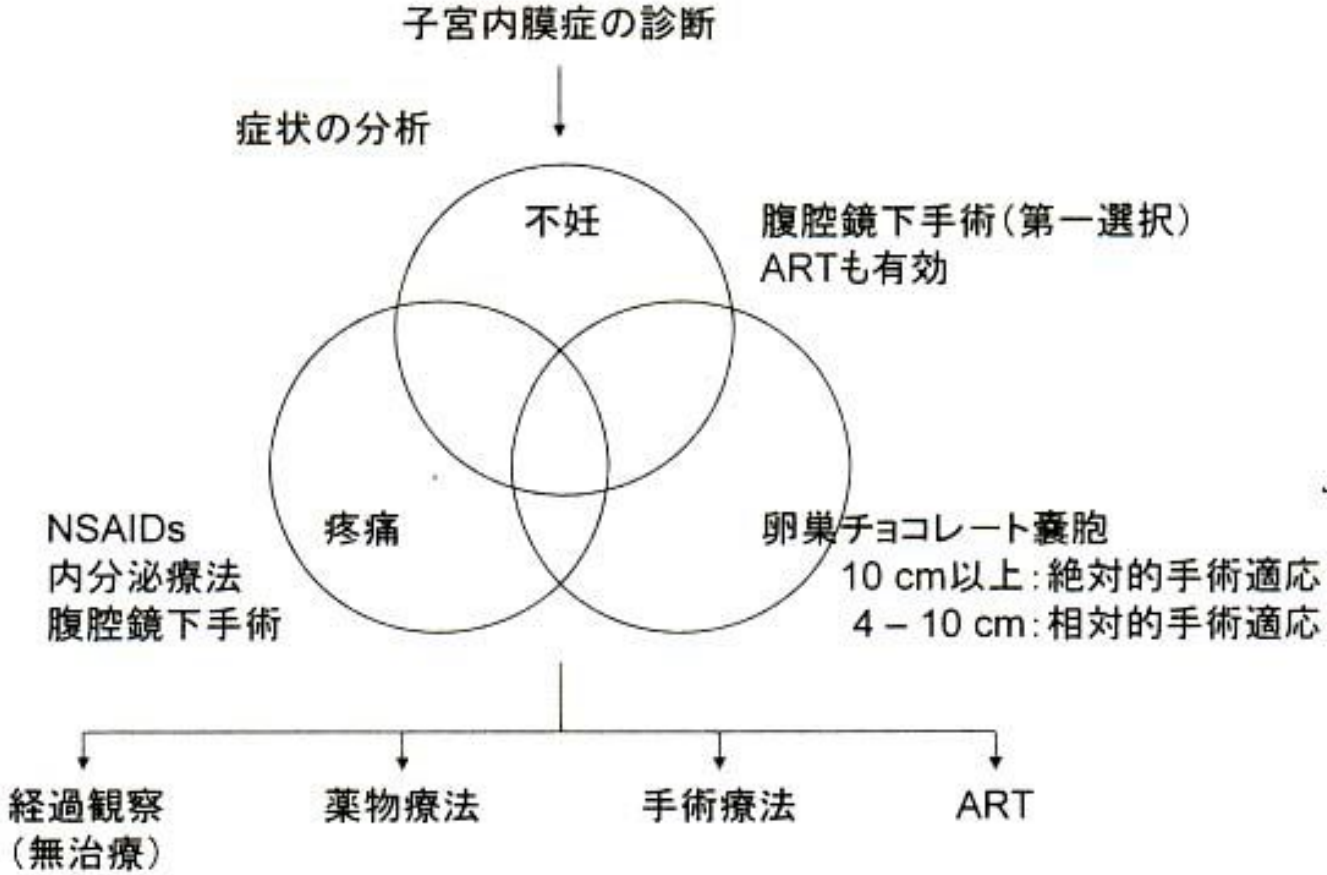 子宮内膜症の診断
症状の分析
不妊
腹腔鏡下手術(第一選択)
ARTも有効
NSAIDs
内分泌療法
腹腔鏡下手術
疼痛
卵巣チョコレート嚢胞
10 cm以上:絶対的手術適応
4 – 10 cm:相対的手術適応
経過観察
(無治療)
薬物療法
手術療法
ART